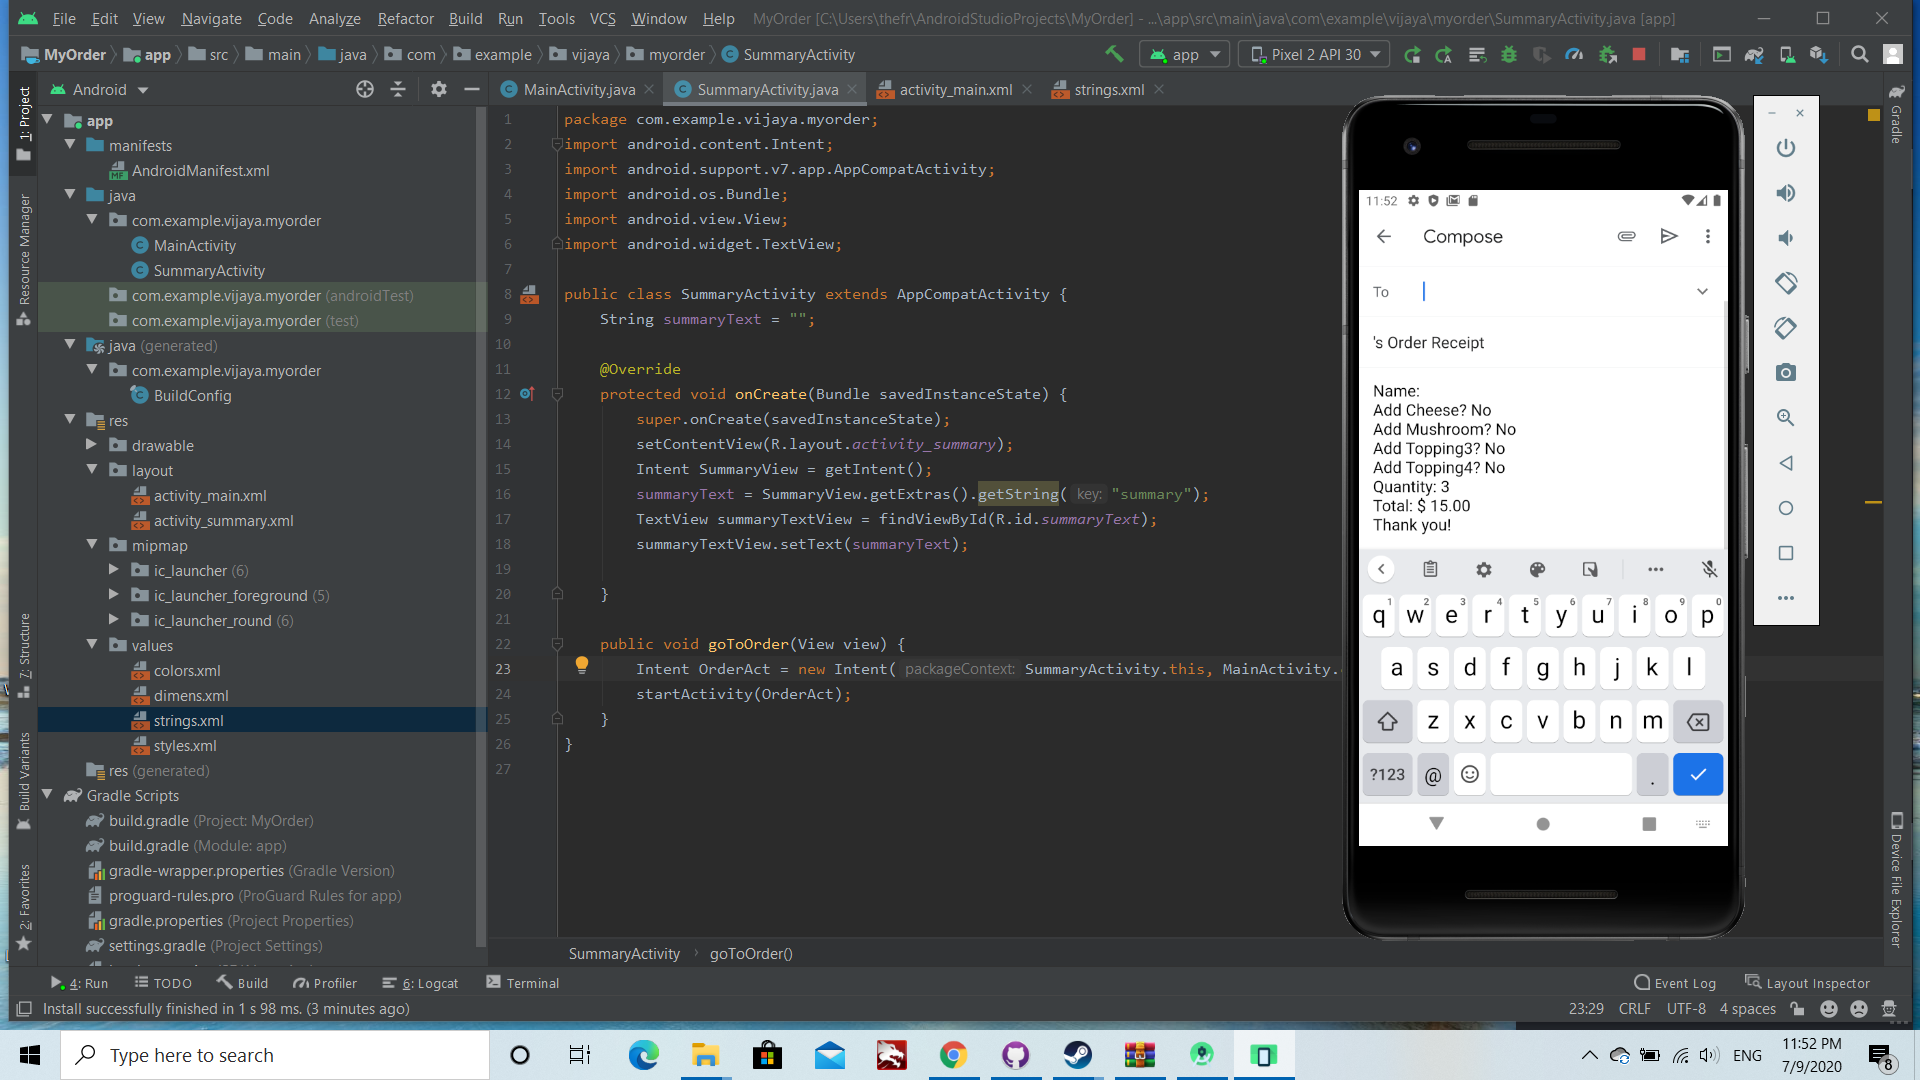 File Edit View Navigate Code Analyze Refactor Build Run Tools VCS Window Help MyOrder [C:\Users\thefr\AndroidStudioProjects\MyOrder] - ...\app\src\main\java\com\example\vijaya\myorder\SummaryActivity.java [app]
MyOrder app src main java com example vijaya myorder SummaryActivity app Pixel 2 API 30
Android
MainActivity.java SummaryActivity.java activity_main.xml strings.xml
1: Project
Resource Manager
7: Structure
Build Variants
2: Favorites
app
manifests
AndroidManifest.xml
java
com.example.vijaya.myorder
MainActivity
SummaryActivity
com.example.vijaya.myorder (androidTest)
com.example.vijaya.myorder (test)
java (generated)
com.example.vijaya.myorder
BuildConfig
res
drawable
layout
activity_main.xml
activity_summary.xml
mipmap
ic_launcher (6)
ic_launcher_foreground (5)
ic_launcher_round (6)
values
colors.xml
dimens.xml
strings.xml
styles.xml
res (generated)
Gradle Scripts
build.gradle (Project: MyOrder)
build.gradle (Module: app)
gradle-wrapper.properties (Gradle Version)
proguard-rules.pro (ProGuard Rules for app)
gradle.properties (Project Properties)
settings.gradle (Project Settings)
1 package com.example.vijaya.myorder;
2 import android.content.Intent;
3 import android.support.v7.app.AppCompatActivity;
4 import android.os.Bundle;
5 import android.view.View;
6 import android.widget.TextView;
7
8 public class SummaryActivity extends AppCompatActivity {
9 String summaryText = "";
10
11 @Override
12 protected void onCreate(Bundle savedInstanceState) {
13 super.onCreate(savedInstanceState);
14 setContentView(R.layout.activity_summary);
15 Intent SummaryView = getIntent();
16 summaryText = SummaryView.getExtras().getString( key: "summary");
17 TextView summaryTextView = findViewById(R.id.summaryText);
18 summaryTextView.setText(summaryText);
19
20 }
21
22 public void goToOrder(View view) {
23 Intent OrderAct = new Intent( packageContext: SummaryActivity.this, MainActivity.
24 startActivity(OrderAct);
25 }
26 }
27
SummaryActivity goToOrder()
11:52
Compose
To
's Order Receipt
Name:
Add Cheese? No
Add Mushroom? No
Add Topping3? No
Add Topping4? No
Quantity: 3
Total: $ 15.00
Thank you!
q1 w2 e3 r4 t5 y6 u7 i8 o9 p0
a s d f g h j k l
z x c v b n m
?123 @ .
Gradle
Device File Explorer
4: Run TODO Build Profiler 6: Logcat Terminal Event Log Layout Inspector
Install successfully finished in 1 s 98 ms. (3 minutes ago) 23:29 CRLF UTF-8 4 spaces
Type here to search
ENG
11:52 PM
7/9/2020
8